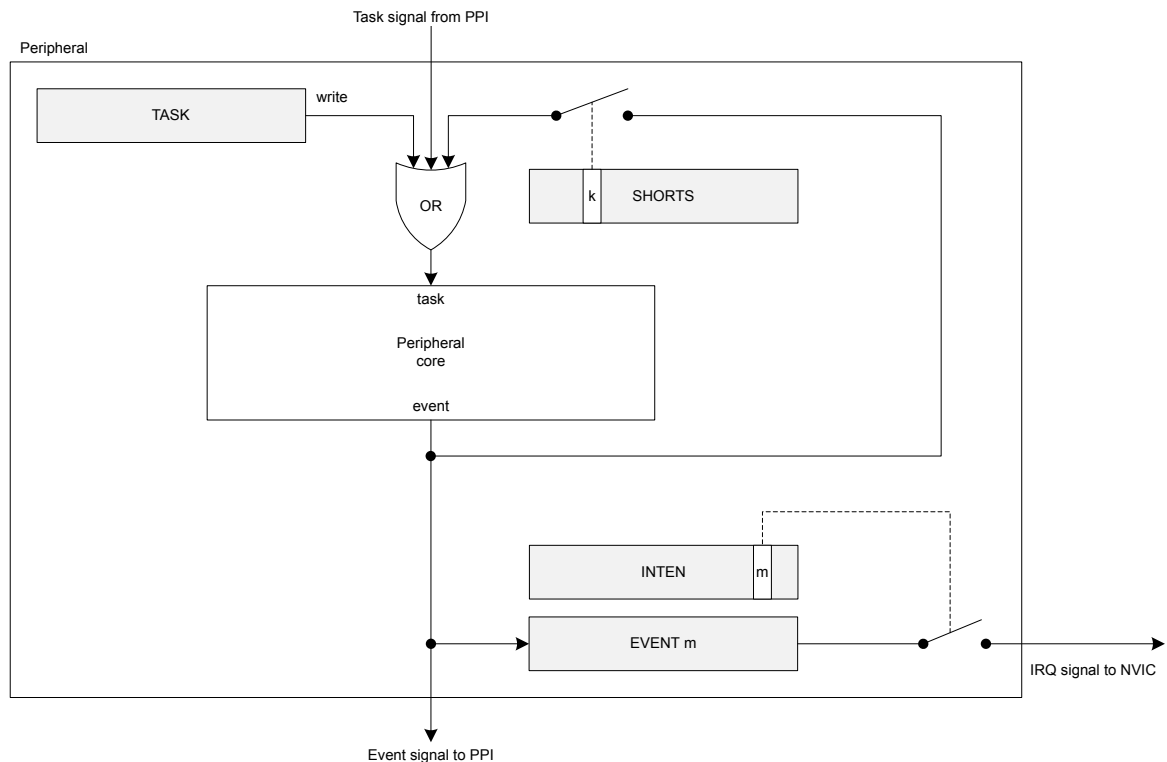 Task signal from PPI
Peripheral
write
TASK
OR
k
SHORTS
task
Peripheral
core
event
INTEN
m
EVENT m
IRQ signal to NVIC
Event signal to PPI